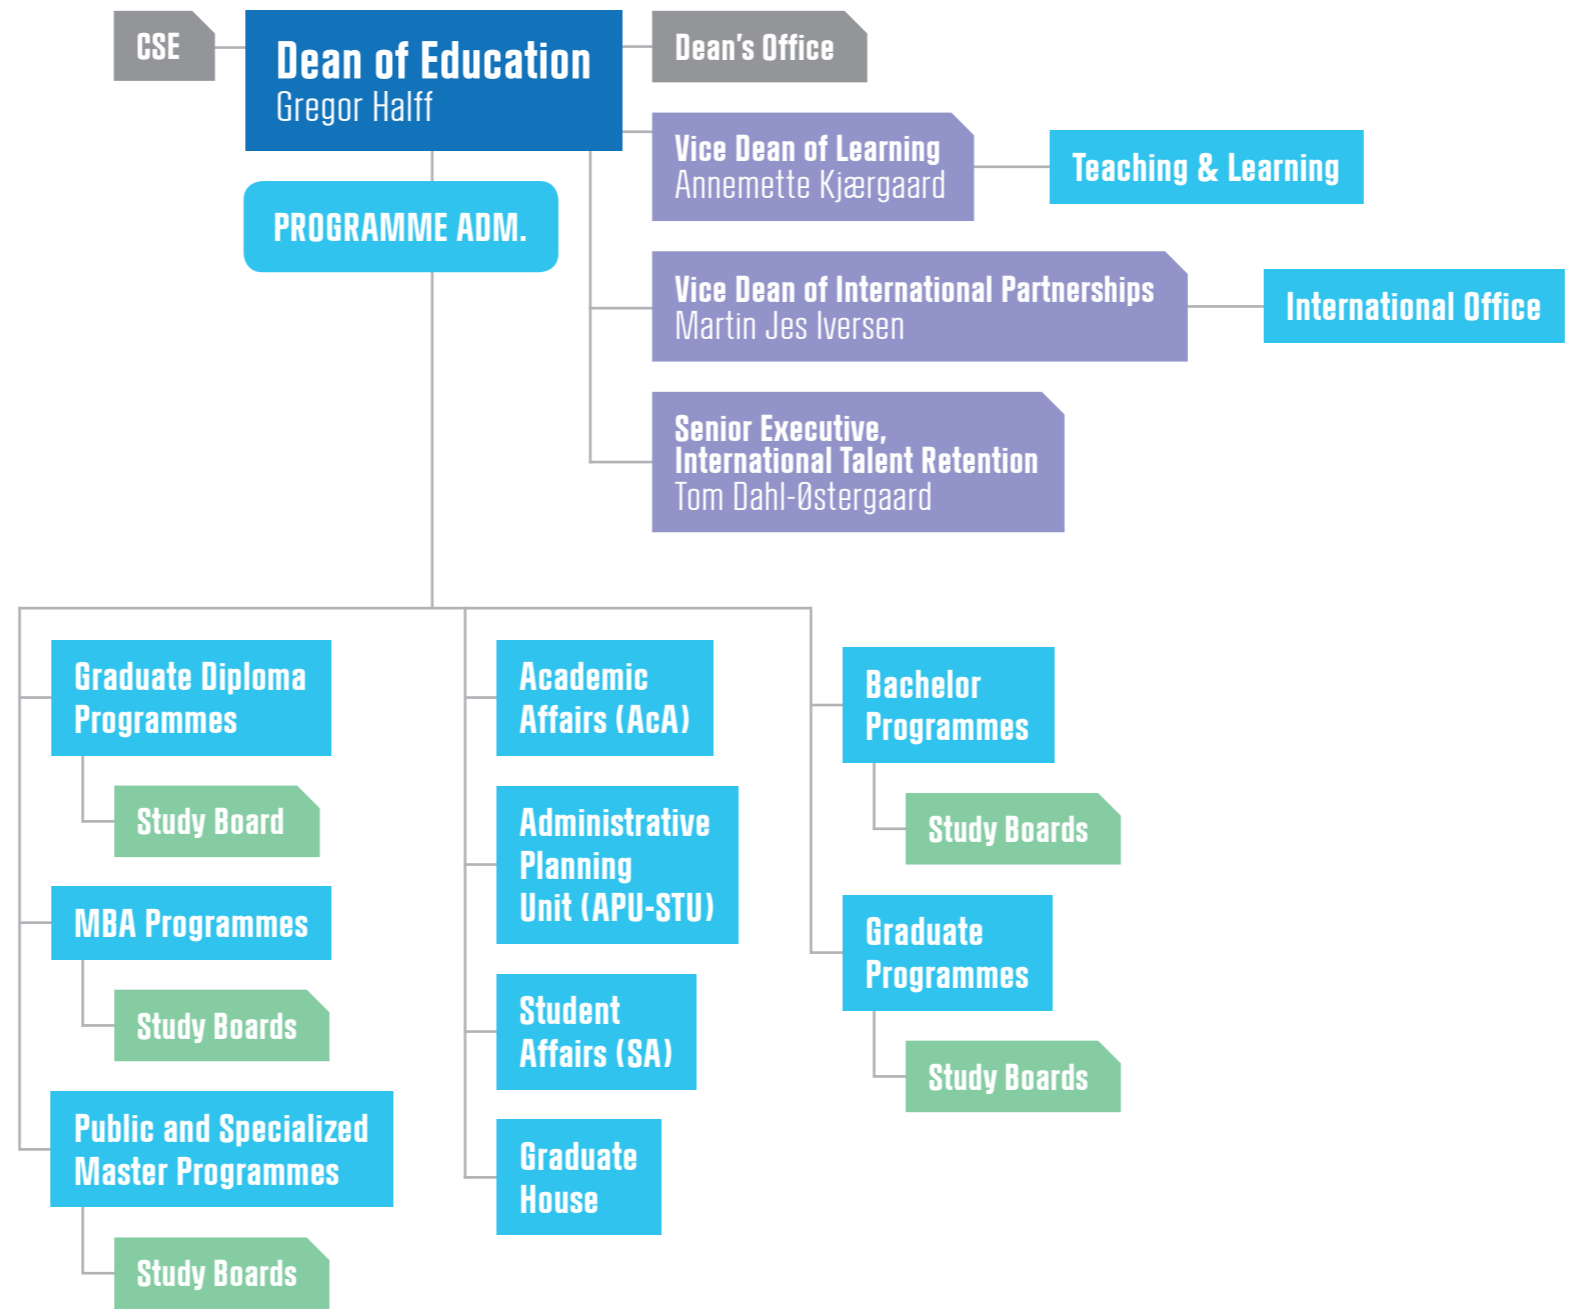 CSE
Dean of Education
Gregor Halff
Dean's Office
Vice Dean of Learning
Annemette Kjærgaard
Teaching & Learning
PROGRAMME ADM.
Vice Dean of International Partnerships
Martin Jes Iversen
International Office
Senior Executive,
International Talent Retention
Tom Dahl-Østergaard
Graduate Diploma
Programmes
Study Board
MBA Programmes
Study Boards
Public and Specialized
Master Programmes
Study Boards
Academic
Affairs (AcA)
Administrative
Planning
Unit (APU-STU)
Student
Affairs (SA)
Graduate
House
Bachelor
Programmes
Study Boards
Graduate
Programmes
Study Boards